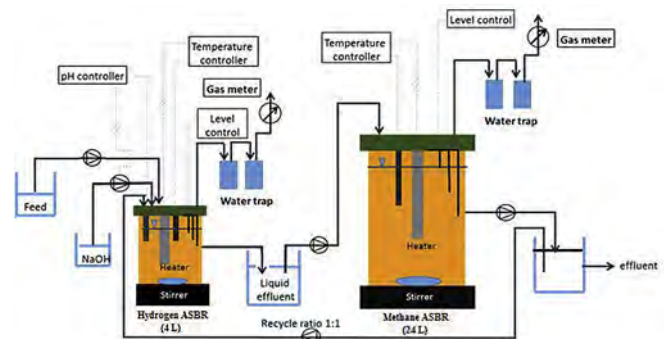 Level control
Temperature
controller
Temperature
controller
Gas meter
pH controller
Gas meter
Level
control
Water trap
Water trap
Feed
NaOH
Heater
Heater
Liquid
effluent
effluent
Stirrer
Stirrer
Hydrogen ASBR
(4 L)
Recycle ratio 1:1
Methane ASBR
(24 L)